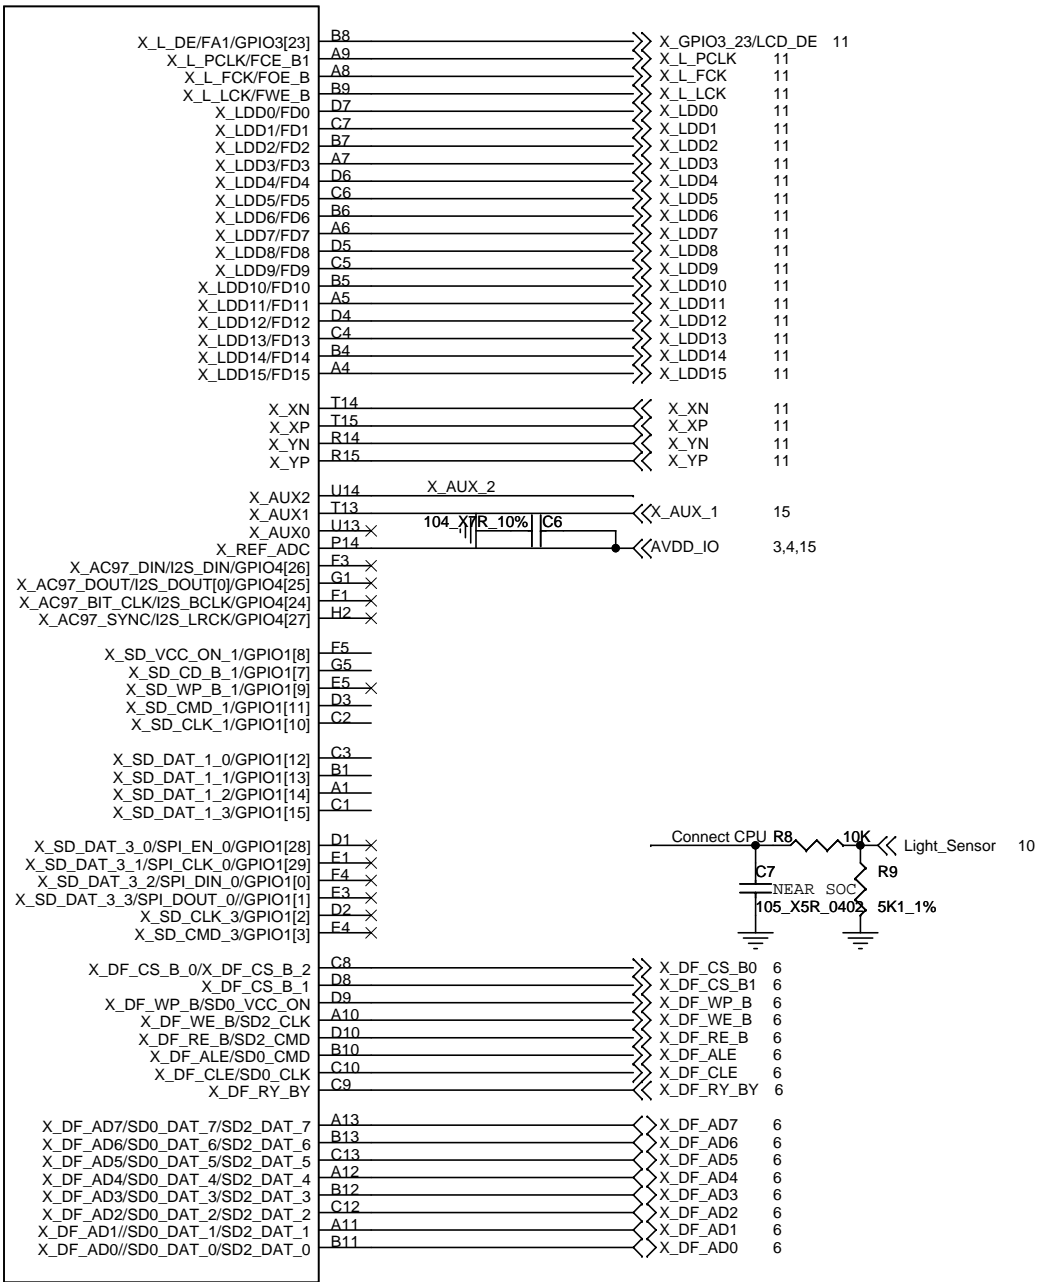 X_L_DE/FA1/GPIO3[23] B8 X_GPIO3_23/LCD_DE 11
X_L_PCLK/FCE_B1 A9 X_L_PCLK 11
X_L_FCK/FOE_B A8 X_L_FCK 11
X_L_LCK/FWE_B B9 X_L_LCK 11
X_LDD0/FD0 D7 X_LDD0 11
X_LDD1/FD1 C7 X_LDD1 11
X_LDD2/FD2 B7 X_LDD2 11
X_LDD3/FD3 A7 X_LDD3 11
X_LDD4/FD4 D6 X_LDD4 11
X_LDD5/FD5 C6 X_LDD5 11
X_LDD6/FD6 B6 X_LDD6 11
X_LDD7/FD7 A6 X_LDD7 11
X_LDD8/FD8 D5 X_LDD8 11
X_LDD9/FD9 C5 X_LDD9 11
X_LDD10/FD10 B5 X_LDD10 11
X_LDD11/FD11 A5 X_LDD11 11
X_LDD12/FD12 D4 X_LDD12 11
X_LDD13/FD13 C4 X_LDD13 11
X_LDD14/FD14 B4 X_LDD14 11
X_LDD15/FD15 A4 X_LDD15 11
X_XN T14 X_XN 11
X_XP T15 X_XP 11
X_YN R14 X_YN 11
X_YP R15 X_YP 11
X_AUX2 U14 X_AUX_2
X_AUX1 T13 X_AUX_1 15
X_AUX0 U13 104_X7R_10% C6
X_REF_ADC P14 AVDD_IO 3,4,15
X_AC97_DIN/I2S_DIN/GPIO4[26] F3
X_AC97_DOUT/I2S_DOUT[0]/GPIO4[25] G1
X_AC97_BIT_CLK/I2S_BCLK/GPIO4[24] F1
X_AC97_SYNC/I2S_LRCK/GPIO4[27] H2
X_SD_VCC_ON_1/GPIO1[8] F5
X_SD_CD_B_1/GPIO1[7] G5
X_SD_WP_B_1/GPIO1[9] E5
X_SD_CMD_1/GPIO1[11] D3
X_SD_CLK_1/GPIO1[10] C2
X_SD_DAT_1_0/GPIO1[12] C3
X_SD_DAT_1_1/GPIO1[13] B1
X_SD_DAT_1_2/GPIO1[14] A1
X_SD_DAT_1_3/GPIO1[15] C1
X_SD_DAT_3_0/SPI_EN_0/GPIO1[28] D1 Connect CPU R8 10K Light_Sensor 10
X_SD_DAT_3_1/SPI_CLK_0/GPIO1[29] E1
X_SD_DAT_3_2/SPI_DIN_0/GPIO1[0] F4 C7 R9
X_SD_DAT_3_3/SPI_DOUT_0//GPIO1[1] E3 NEAR SOC
X_SD_CLK_3/GPIO1[2] D2 105_X5R_0402 5K1_1%
X_SD_CMD_3/GPIO1[3] E4
X_DF_CS_B_0/X_DF_CS_B_2 C8 X_DF_CS_B0 6
X_DF_CS_B_1 D8 X_DF_CS_B1 6
X_DF_WP_B/SD0_VCC_ON D9 X_DF_WP_B 6
X_DF_WE_B/SD2_CLK A10 X_DF_WE_B 6
X_DF_RE_B/SD2_CMD D10 X_DF_RE_B 6
X_DF_ALE/SD0_CMD B10 X_DF_ALE 6
X_DF_CLE/SD0_CLK C10 X_DF_CLE 6
X_DF_RY_BY C9 X_DF_RY_BY 6
X_DF_AD7/SD0_DAT_7/SD2_DAT_7 A13 X_DF_AD7 6
X_DF_AD6/SD0_DAT_6/SD2_DAT_6 B13 X_DF_AD6 6
X_DF_AD5/SD0_DAT_5/SD2_DAT_5 C13 X_DF_AD5 6
X_DF_AD4/SD0_DAT_4/SD2_DAT_4 A12 X_DF_AD4 6
X_DF_AD3/SD0_DAT_3/SD2_DAT_3 B12 X_DF_AD3 6
X_DF_AD2/SD0_DAT_2/SD2_DAT_2 C12 X_DF_AD2 6
X_DF_AD1//SD0_DAT_1/SD2_DAT_1 A11 X_DF_AD1 6
X_DF_AD0//SD0_DAT_0/SD2_DAT_0 B11 X_DF_AD0 6